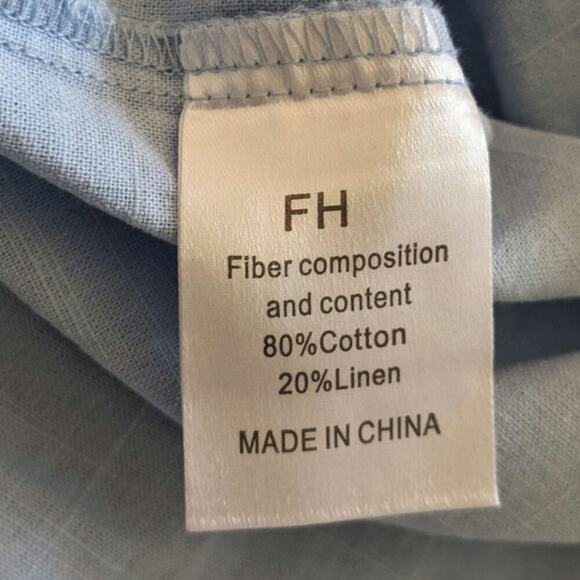 FH
Fiber composition
and content
80%Cotton
20%Linen
MADE IN CHINA